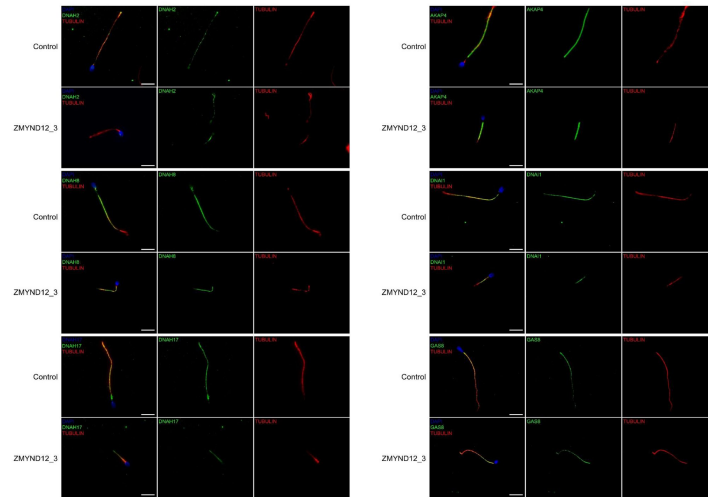 Control
DNAH2
TUBULIN
DNAH2
TUBULIN
ZMYND12_3
DNAH2
TUBULIN
DNAH2
TUBULIN
Control
DNAH8
TUBULIN
DNAH8
TUBULIN
ZMYND12_3
DNAH8
TUBULIN
DNAH8
TUBULIN
Control
DNAH17
TUBULIN
DNAH17
TUBULIN
ZMYND12_3
DNAH17
TUBULIN
DNAH17
TUBULIN
Control
AKAP4
TUBULIN
AKAP4
TUBULIN
ZMYND12_3
AKAP4
TUBULIN
AKAP4
TUBULIN
Control
DNAI1
TUBULIN
DNAI1
TUBULIN
ZMYND12_3
DNAI1
TUBULIN
DNAI1
TUBULIN
Control
GAS8
TUBULIN
GAS8
TUBULIN
ZMYND12_3
GAS8
TUBULIN
GAS8
TUBULIN